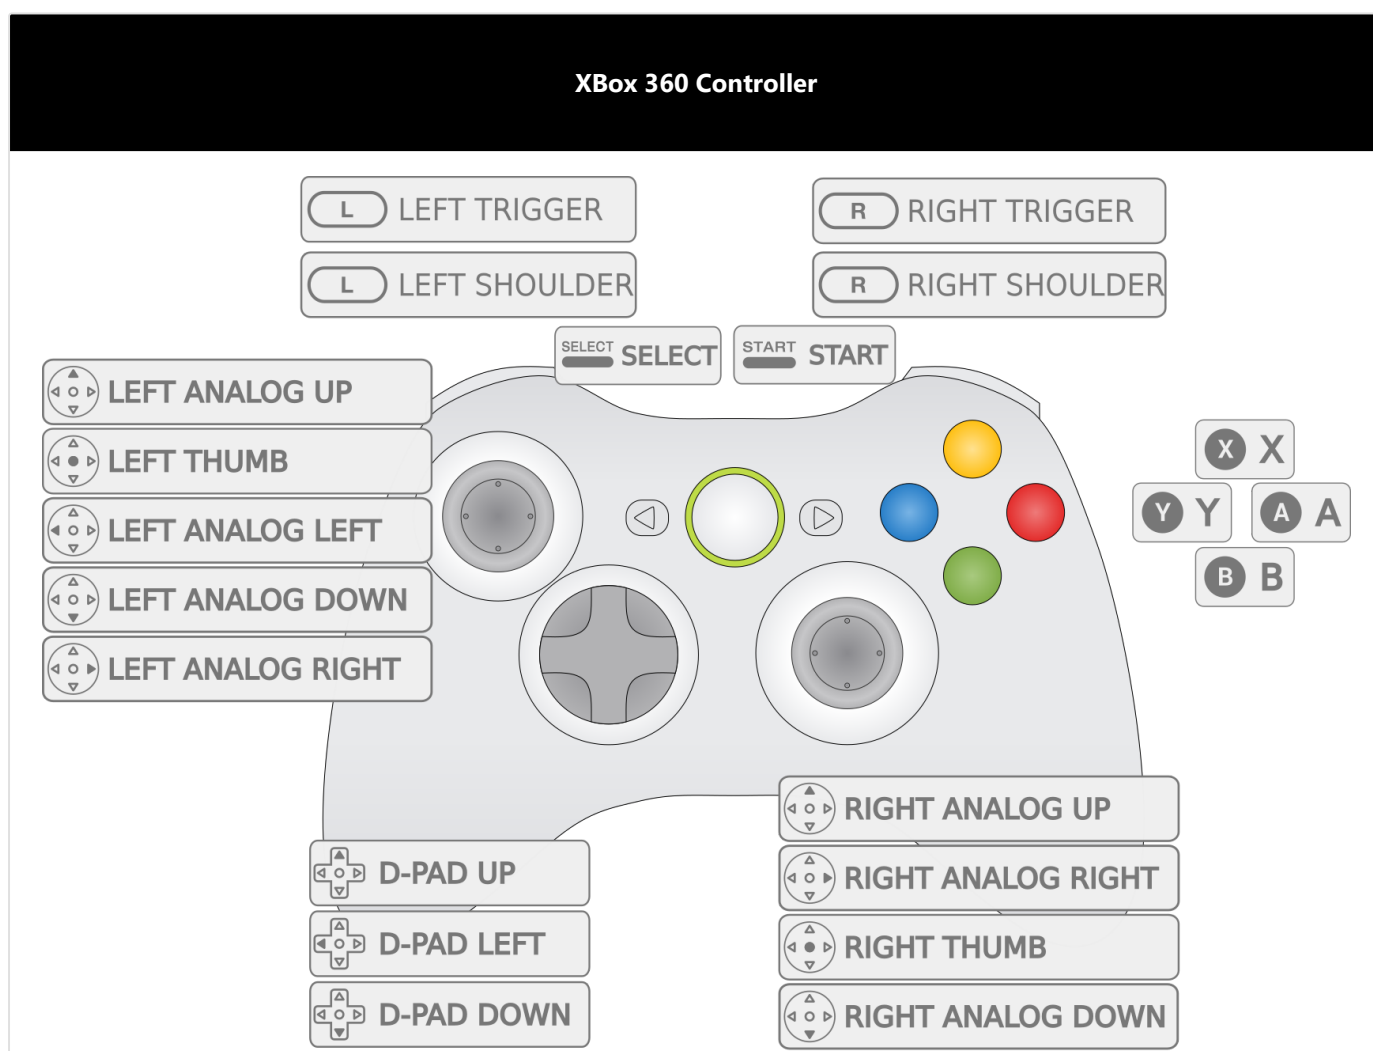 XBox 360 Controller
L LEFT TRIGGER
R RIGHT TRIGGER
L LEFT SHOULDER
R RIGHT SHOULDER
SELECT SELECT
START START
LEFT ANALOG UP
LEFT THUMB
LEFT ANALOG LEFT
LEFT ANALOG DOWN
LEFT ANALOG RIGHT
X X
Y Y
A A
B B
RIGHT ANALOG UP
RIGHT ANALOG RIGHT
RIGHT THUMB
RIGHT ANALOG DOWN
D-PAD UP
D-PAD LEFT
D-PAD DOWN